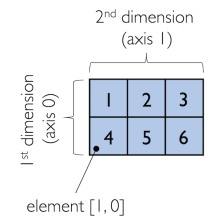 2nd dimension
(axis 1)
1st dimension
(axis 0)
1 2 3
4 5 6
element [1, 0]